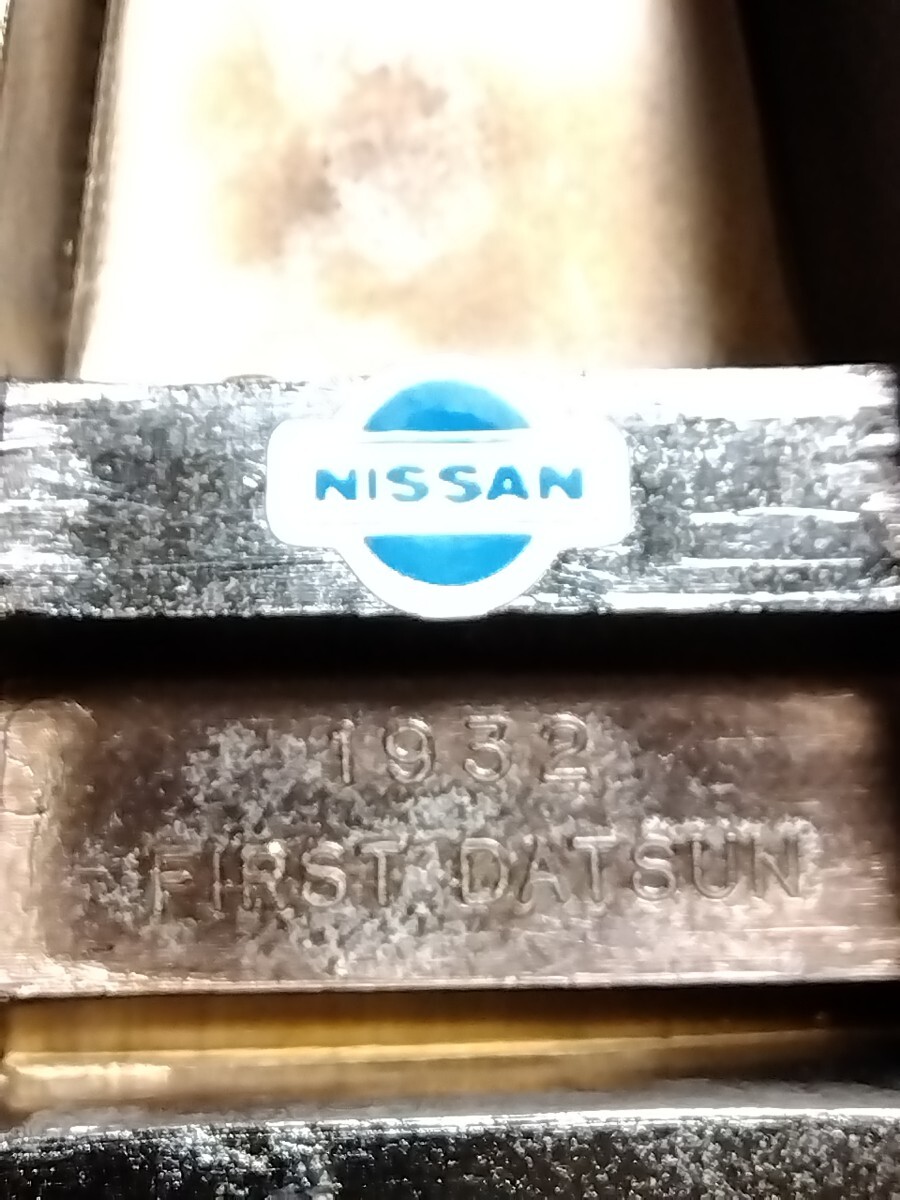 NISSAN
1932
FIRST DATSUN